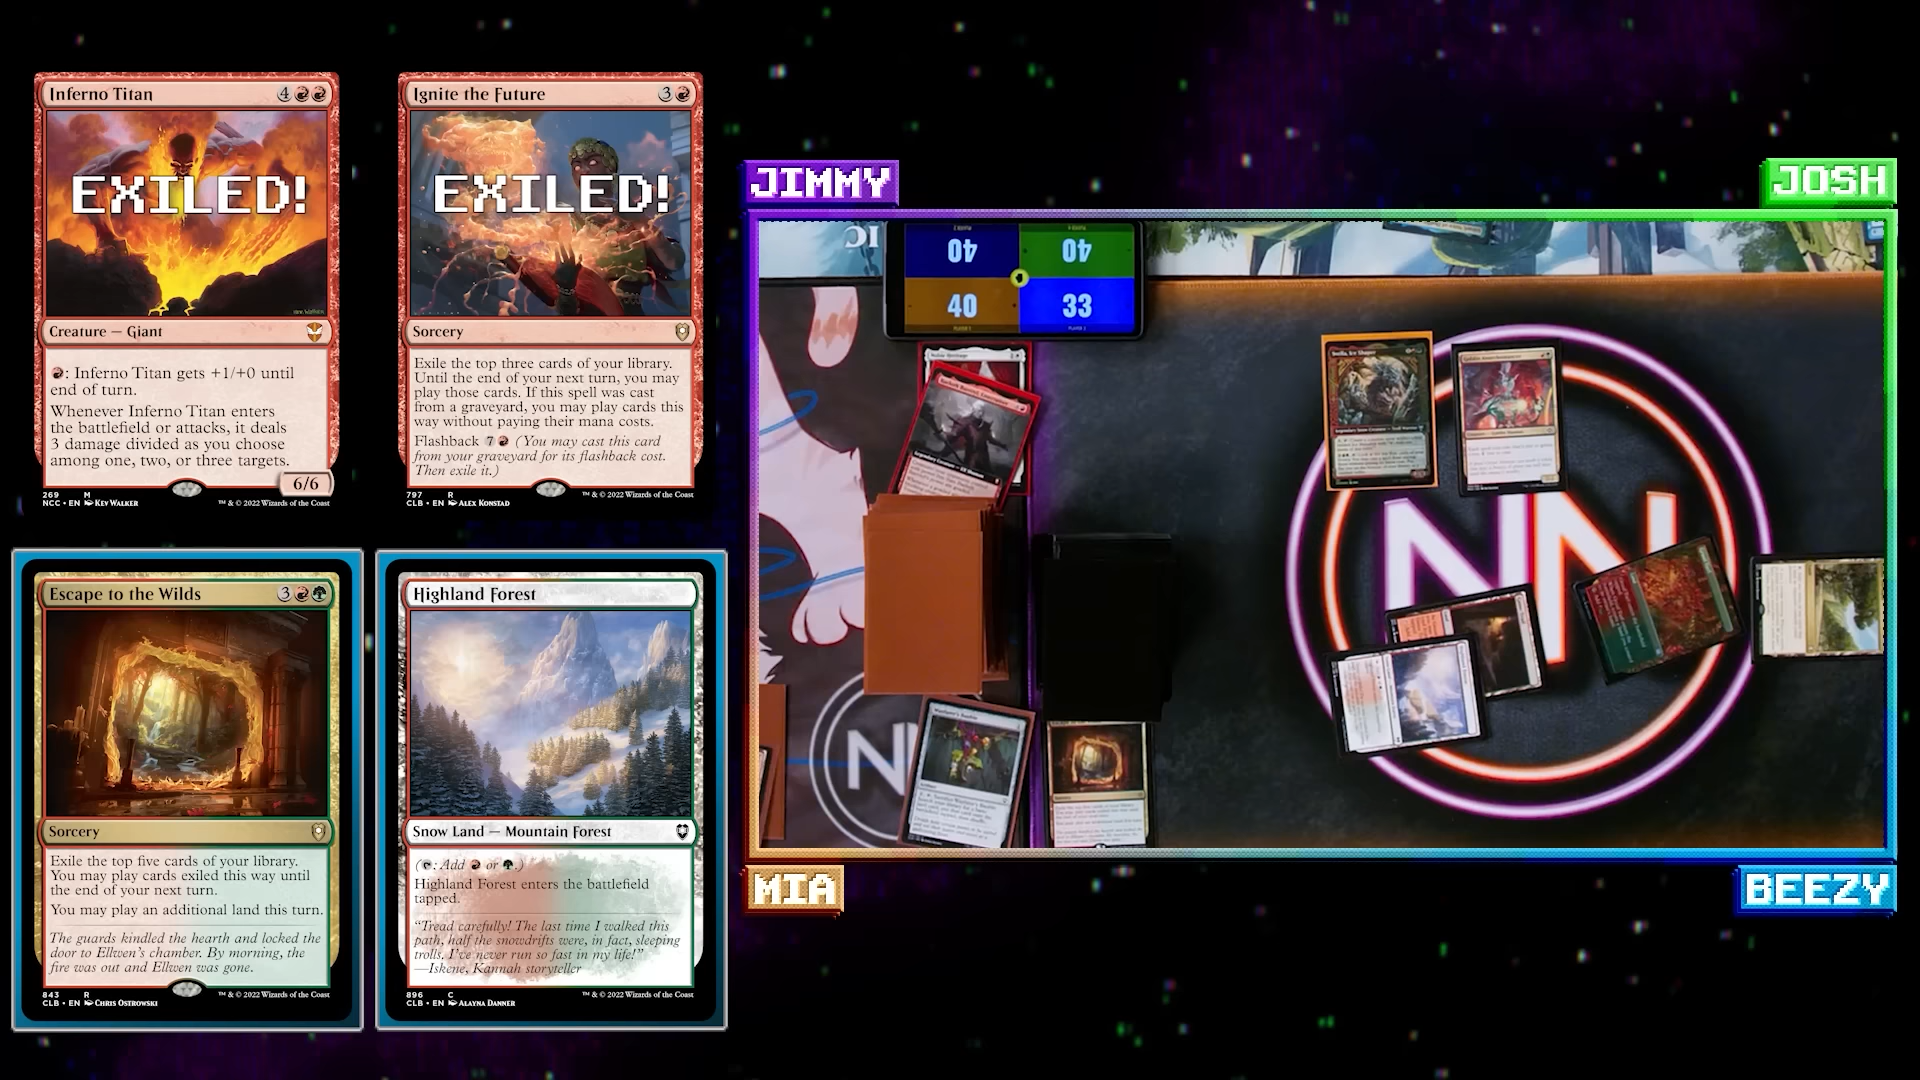 Inferno Titan 4
EXILED!
Creature — Giant
: Inferno Titan gets +1/+0 until
end of turn.
Whenever Inferno Titan enters
the battlefield or attacks, it deals
3 damage divided as you choose
among one, two, or three targets.
6/6
269 M
NCC • EN Kev Walker
™ & © 2022 Wizards of the Coast
Ignite the Future 3
EXILED!
Sorcery
Exile the top three cards of your library.
Until the end of your next turn, you may
play those cards. If this spell was cast
from a graveyard, you may play cards this
way without paying their mana costs.
Flashback 7 (You may cast this card
from your graveyard for its flashback cost.
Then exile it.)
797 R
CLB • EN Alex Konstad
™ & © 2022 Wizards of the Coast
Escape to the Wilds 3
Sorcery
Exile the top five cards of your library.
You may play cards exiled this way until
the end of your next turn.
You may play an additional land this turn.
The guards kindled the hearth and locked the
door to Ellwen's chamber. By morning, the
fire was out and Ellwen was gone.
843 R
CLB • EN Chris Ostrowski
™ & © 2022 Wizards of the Coast
Highland Forest
Snow Land — Mountain Forest
(: Add or .)
Highland Forest enters the battlefield
tapped.
"Tread carefully! The last time I walked this
path, half the snowdrifts were, in fact, sleeping
trolls. I've never run so fast in my life!"
—Iskene, Kannah storyteller
896 C
CLB • EN Alayna Danner
™ & © 2022 Wizards of the Coast
JIMMY
JOSH
40 40
40 33
NN
MIA
BEEZY